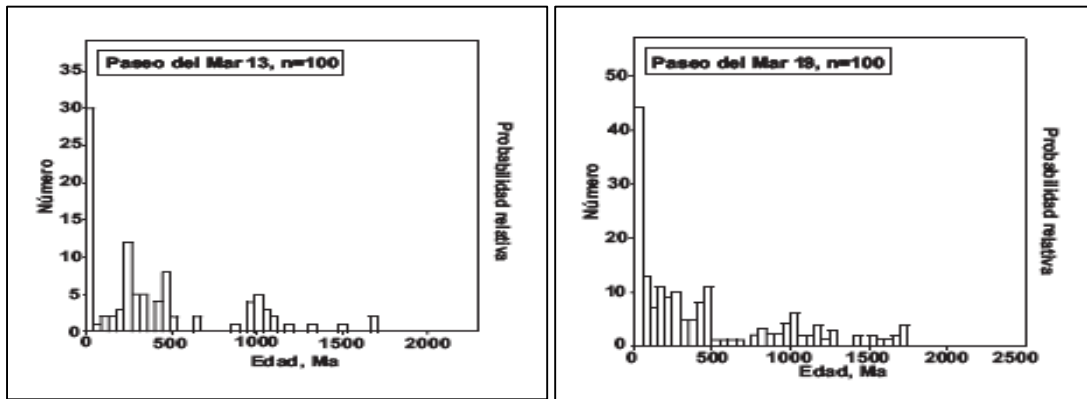 Paseo del Mar 13, n=100
35
30
25
20
15
10
5
0
Número
Probabilidad relativa
0 500 1000 1500 2000
Edad, Ma
Paseo del Mar 19, n=100
50
40
30
20
10
0
Número
Probabilidad relativa
0 500 1000 1500 2000 2500
Edad, Ma